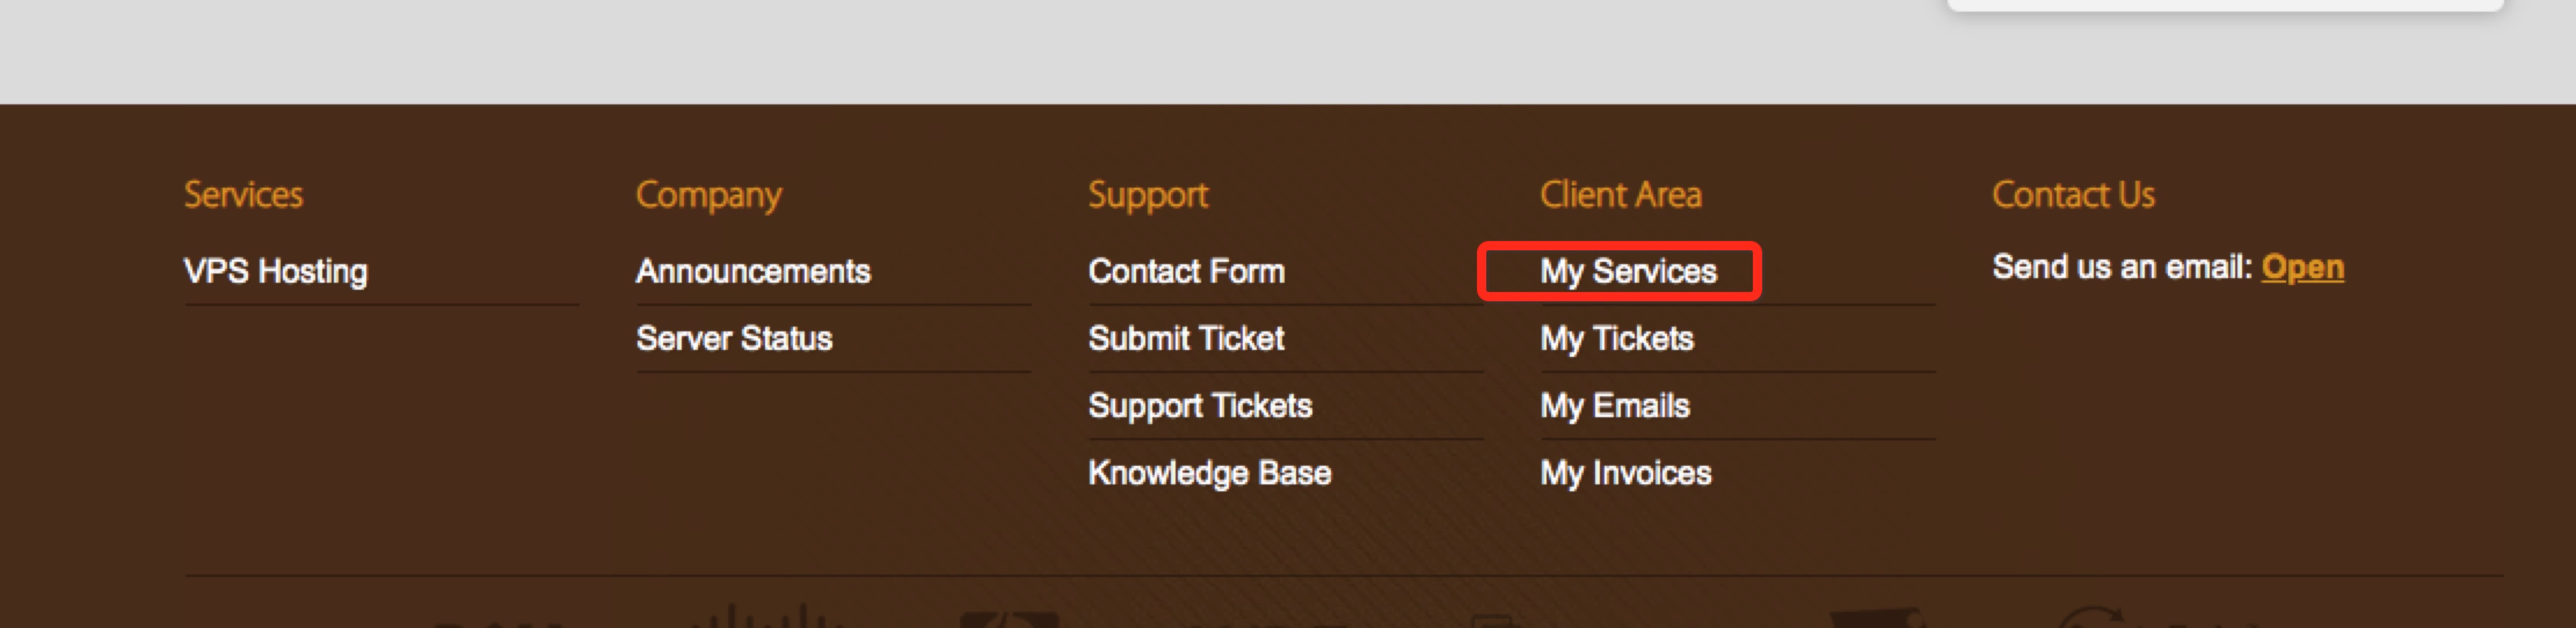 Services
VPS Hosting
Company
Announcements
Server Status
Support
Contact Form
Submit Ticket
Support Tickets
Knowledge Base
Client Area
My Services
My Tickets
My Emails
My Invoices
Contact Us
Send us an email: Open